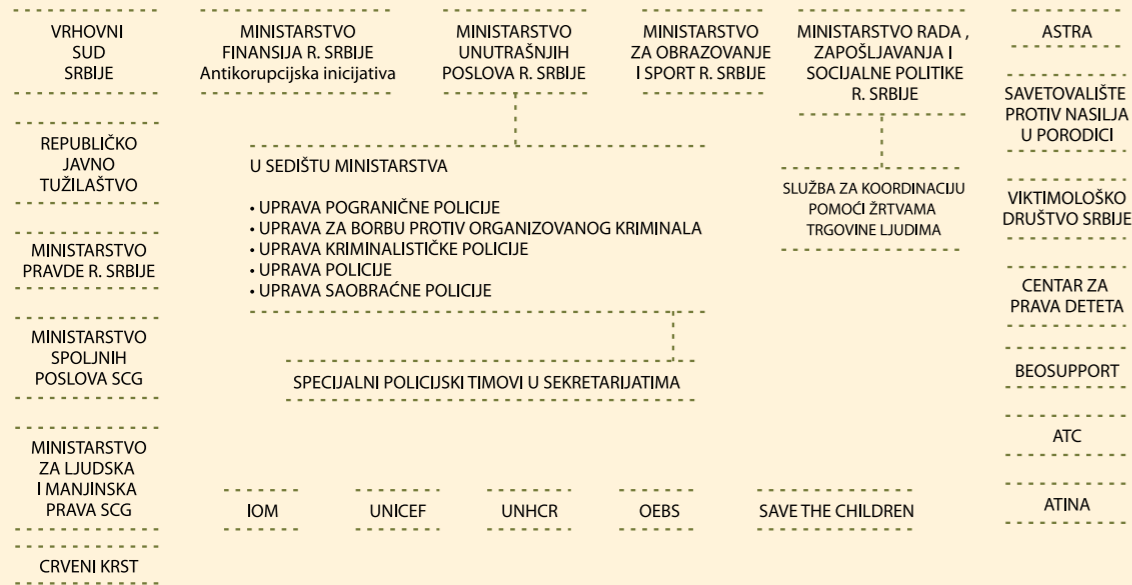 VRHOVNI
SUD
SRBIJE
MINISTARSTVO
FINANSIJA R. SRBIJE
Antikorupcijska inicijativa
MINISTARSTVO
UNUTRAŠNJIH
POSLOVA R. SRBIJE
MINISTARSTVO
ZA OBRAZOVANJE
I SPORT R. SRBIJE
MINISTARSTVO RADA ,
ZAPOŠLJAVANJA I
SOCIJALNE POLITIKE
R. SRBIJE
ASTRA
REPUBLIČKO
JAVNO
TUŽILAŠTVO
MINISTARSTVO
PRAVDE R. SRBIJE
MINISTARSTVO
SPOLJNIH
POSLOVA SCG
MINISTARSTVO
ZA LJUDSKA
I MANJINSKA
PRAVA SCG
CRVENI KRST
U SEDIŠTU MINISTARSTVA
• UPRAVA POGRANIČNE POLICIJE
• UPRAVA ZA BORBU PROTIV ORGANIZOVANOG KRIMINALA
• UPRAVA KRIMINALISTIČKE POLICIJE
• UPRAVA POLICIJE
• UPRAVA SAOBRAĆNE POLICIJE
SPECIJALNI POLICIJSKI TIMOVI U SEKRETARIJATIMA
SLUŽBA ZA KOORDINACIJU
POMOĆI ŽRTVAMA
TRGOVINE LJUDIMA
SAVETOVALIŠTE
PROTIV NASILJA
U PORODICI
VIKTIMOLOŠKO
DRUŠTVO SRBIJE
CENTAR ZA
PRAVA DETETA
BEOSUPPORT
ATC
ATINA
IOM
UNICEF
UNHCR
OEBS
SAVE THE CHILDREN